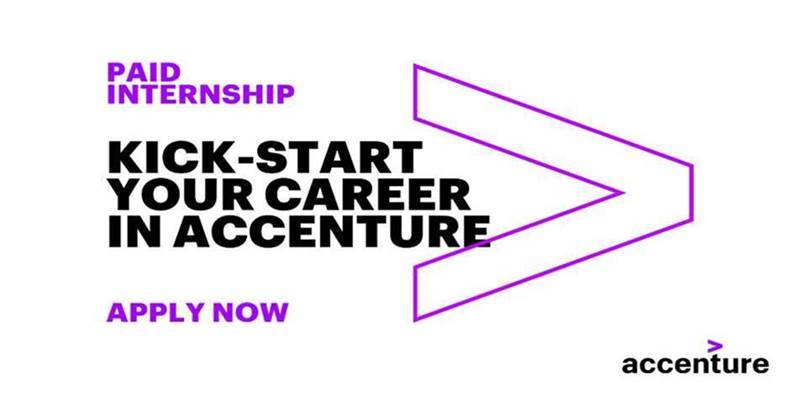 PAID
INTERNSHIP
KICK-START
YOUR CAREER
IN ACCENTURE
APPLY NOW
accenture